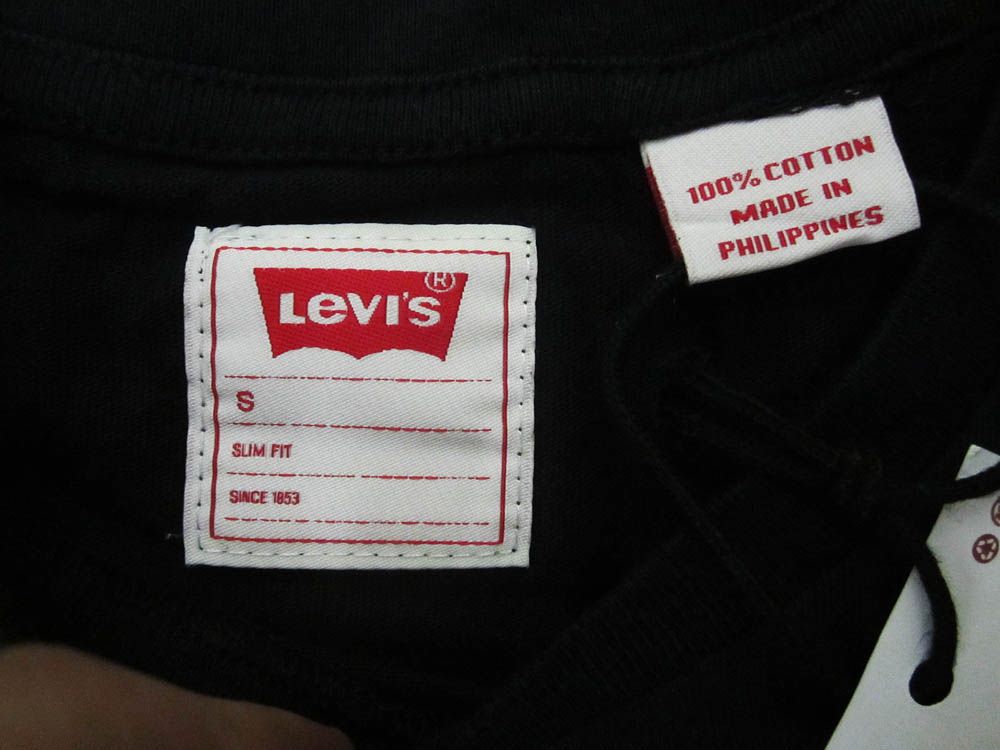 LEVI'S®
S
SLIM FIT
SINCE 1853
100% COTTON
MADE IN
PHILIPPINES